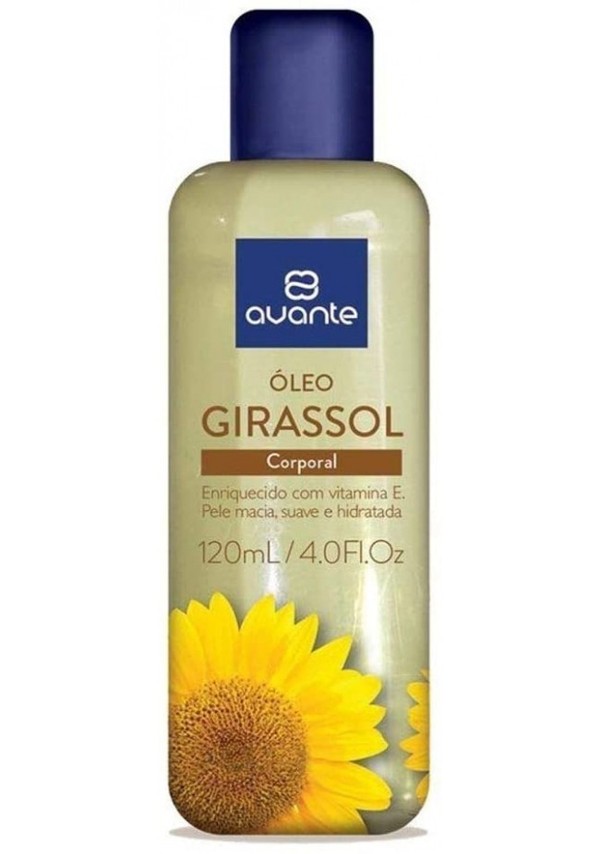 avante
ÓLEO
GIRASSOL
Corporal
Enriquecido com vitamina E.
Pele macia, suave e hidratada
120mL / 4.0Fl.Oz